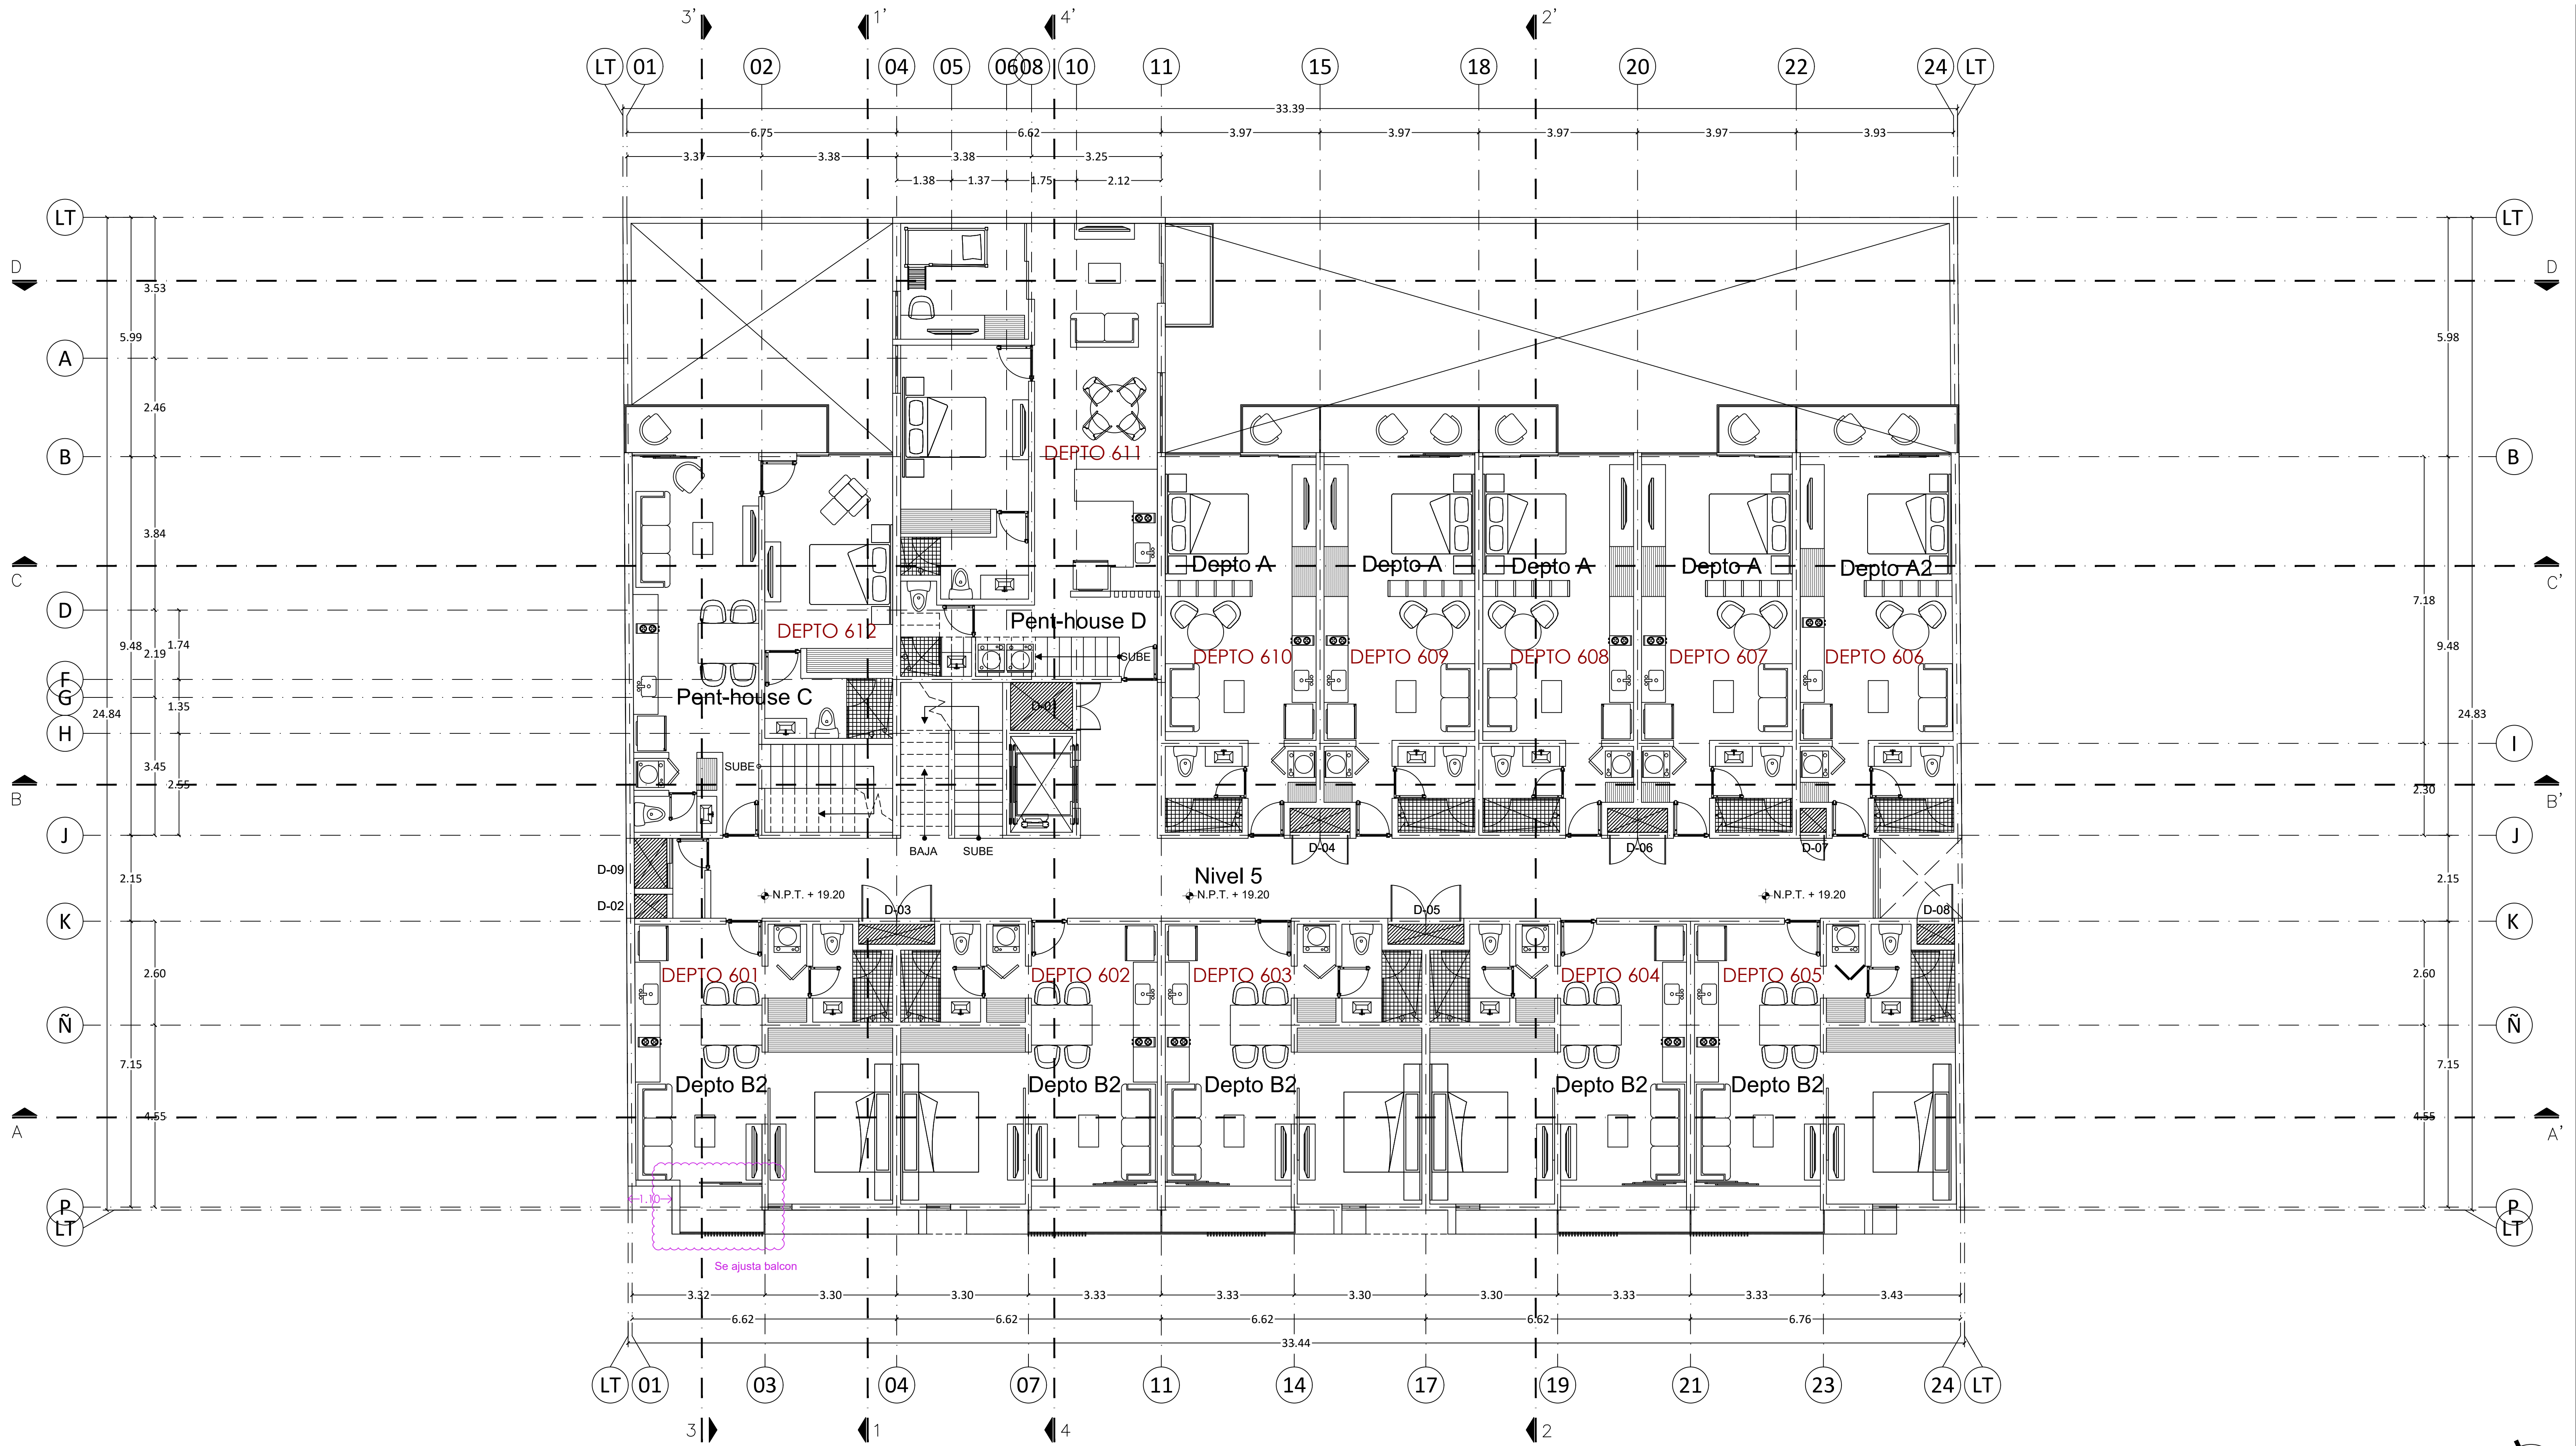 3' 1' 4' 2'
LT 01 02 04 05 06 08 10 11 15 18 20 22 24 LT
33.39
6.75 6.62 3.97 3.97 3.97 3.97 3.93
3.37 3.38 3.38 3.25
1.38 1.37 1.75 2.12
LT LT
D D
3.53
5.99 5.98
A
2.46
B B
DEPTO 611
3.84
Depto A Depto A Depto A Depto A Depto A2
C C'
D
7.18
Pent-house D
DEPTO 612
9.48 2.19 1.74 9.48
SUBE
DEPTO 610 DEPTO 609 DEPTO 608 DEPTO 607 DEPTO 606
F
G
Pent-house C
1.35
24.84 24.83
H I
SUBE
3.45
2.55 2.30
B B'
J J
BAJA SUBE D-04 D-06 D-07
D-09
2.15 2.15
Nivel 5
N.P.T. + 19.20 N.P.T. + 19.20 N.P.T. + 19.20
D-02 D-03 D-05 D-08
K K
2.60 2.60
DEPTO 601 DEPTO 602 DEPTO 603 DEPTO 604 DEPTO 605
Ñ Ñ
7.15 7.15
Depto B2 Depto B2 Depto B2 Depto B2 Depto B2
4.55 4.55
A A'
1.10
P P
LT LT
Se ajusta balcon
3.32 3.30 3.30 3.33 3.33 3.30 3.30 3.33 3.33 3.43
6.62 6.62 6.62 6.62 6.76
33.44
LT 01 03 04 07 11 14 17 19 21 23 24 LT
3 1 4 2